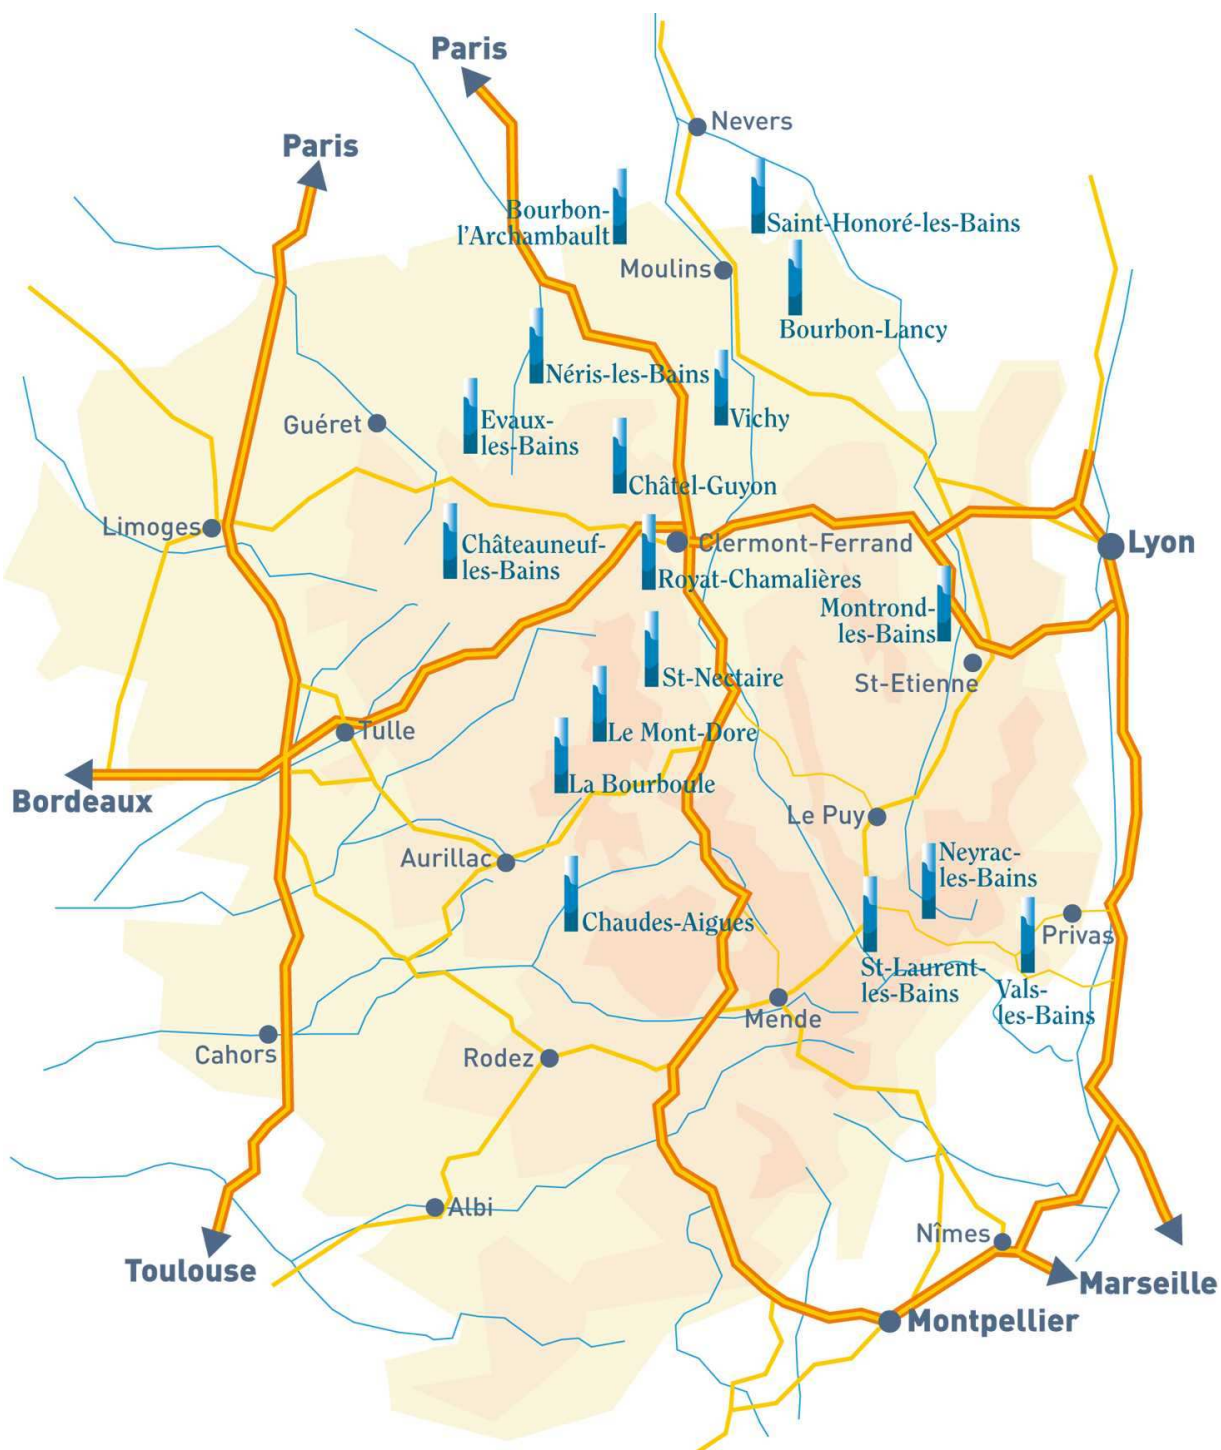 Paris
Nevers
Paris
Bourbon-
l'Archambault
Saint-Honoré-les-Bains
Moulins
Bourbon-Lancy
Néris-les-Bains
Vichy
Evaux-
les-Bains
Guéret
Châtel-Guyon
Limoges
Châteauneuf-
les-Bains
Clermont-Ferrand
Lyon
Royat-Chamalières
Montrond-
les-Bains
St-Nectaire
St-Etienne
Tulle
Le Mont-Dore
La Bourboule
Bordeaux
Le Puy
Aurillac
Neyrac-
les-Bains
Chaudes-Aigues
Privas
St-Laurent-
les-Bains
Vals-
les-Bains
Mende
Cahors
Rodez
Albi
Nîmes
Toulouse
Marseille
Montpellier